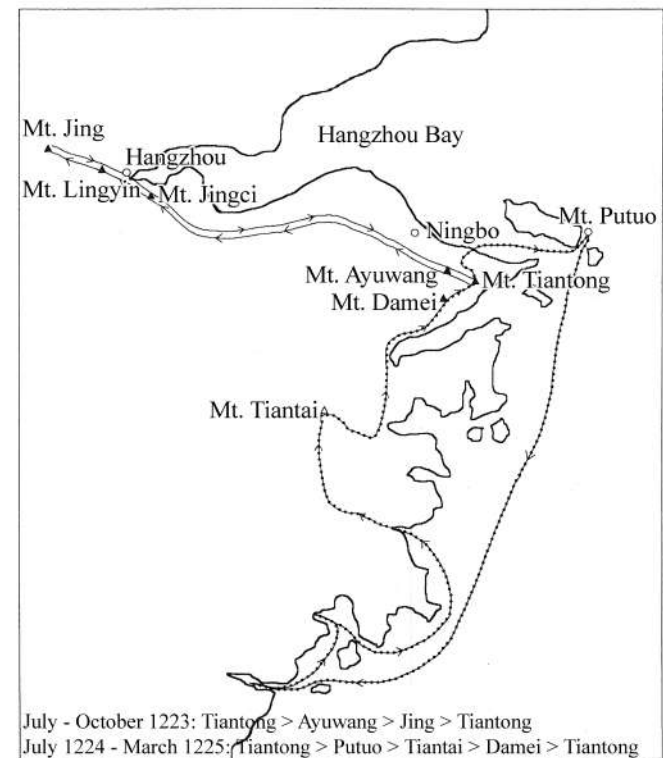 Mt. Jing
Hangzhou Bay
Hangzhou
Mt. Lingyin
Mt. Jingci
Mt. Putuo
Ningbo
Mt. Ayuwang
Mt. Tiantong
Mt. Damei
Mt. Tiantai
July - October 1223: Tiantong > Ayuwang > Jing > Tiantong
July 1224 - March 1225: Tiantong > Putuo > Tiantai > Damei > Tiantong